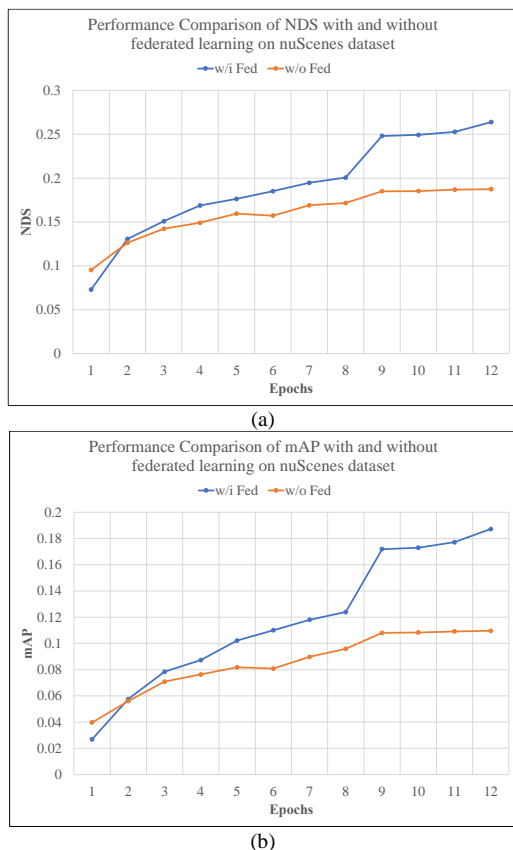 Performance Comparison of NDS with and without
federated learning on nuScenes dataset
w/i Fed w/o Fed
0.3
0.25
0.2
0.15
0.1
0.05
0
NDS
1 2 3 4 5 6 7 8 9 10 11 12
Epochs
(a)
Performance Comparison of mAP with and without
federated learning on nuScenes dataset
w/i Fed w/o Fed
0.2
0.18
0.16
0.14
0.12
0.1
0.08
0.06
0.04
0.02
0
mAP
1 2 3 4 5 6 7 8 9 10 11 12
Epochs
(b)